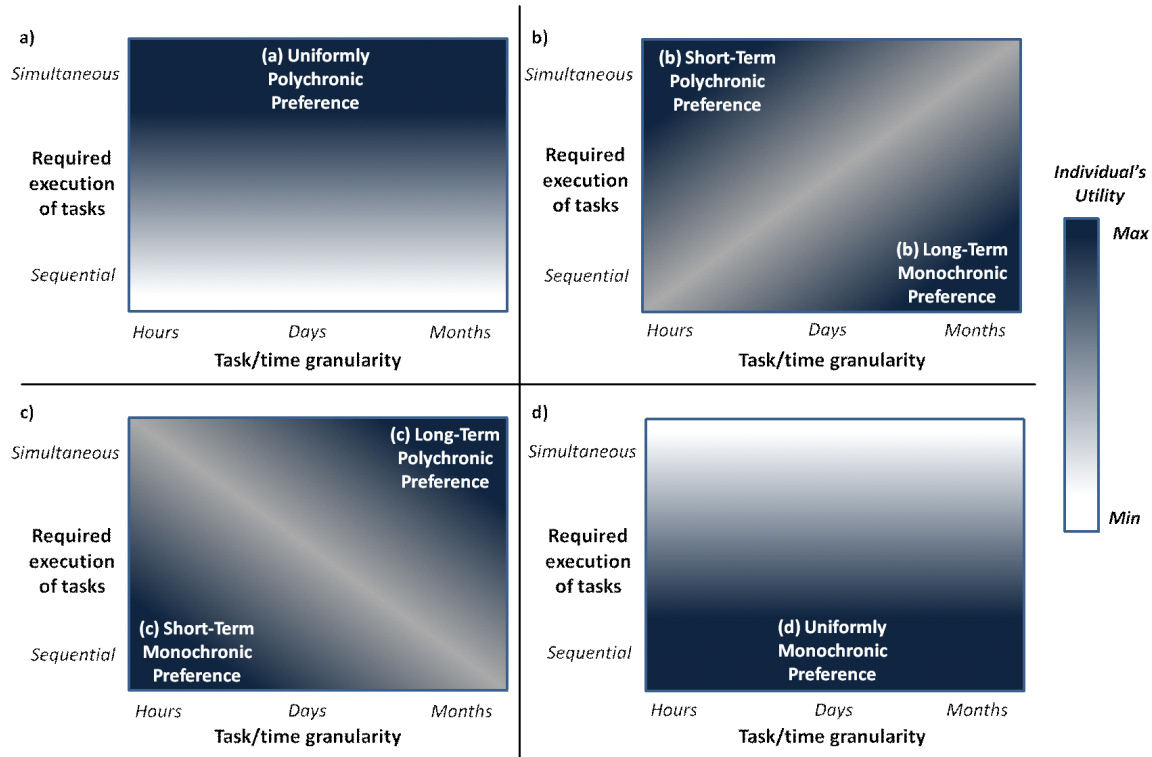 a)
Simultaneous
(a) Uniformly
Polychronic
Preference
Required
execution
of tasks
Sequential
Hours
Days
Months
Task/time granularity
b)
Simultaneous
(b) Short-Term
Polychronic
Preference
Required
execution
of tasks
(b) Long-Term
Monochronic
Preference
Sequential
Hours
Days
Months
Task/time granularity
Individual's
Utility
Max
Min
c)
Simultaneous
(c) Long-Term
Polychronic
Preference
Required
execution
of tasks
(c) Short-Term
Monochronic
Preference
Sequential
Hours
Days
Months
Task/time granularity
d)
Simultaneous
Required
execution
of tasks
(d) Uniformly
Monochronic
Preference
Sequential
Hours
Days
Months
Task/time granularity